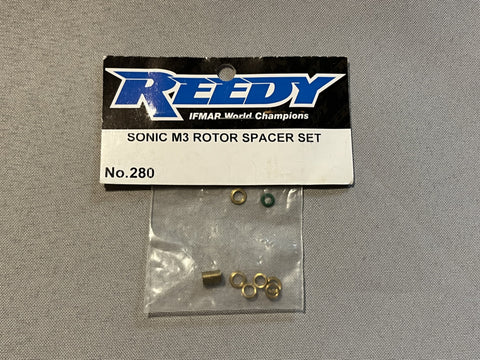 REEDY
IFMAR World Champions
SONIC M3 ROTOR SPACER SET
No.280